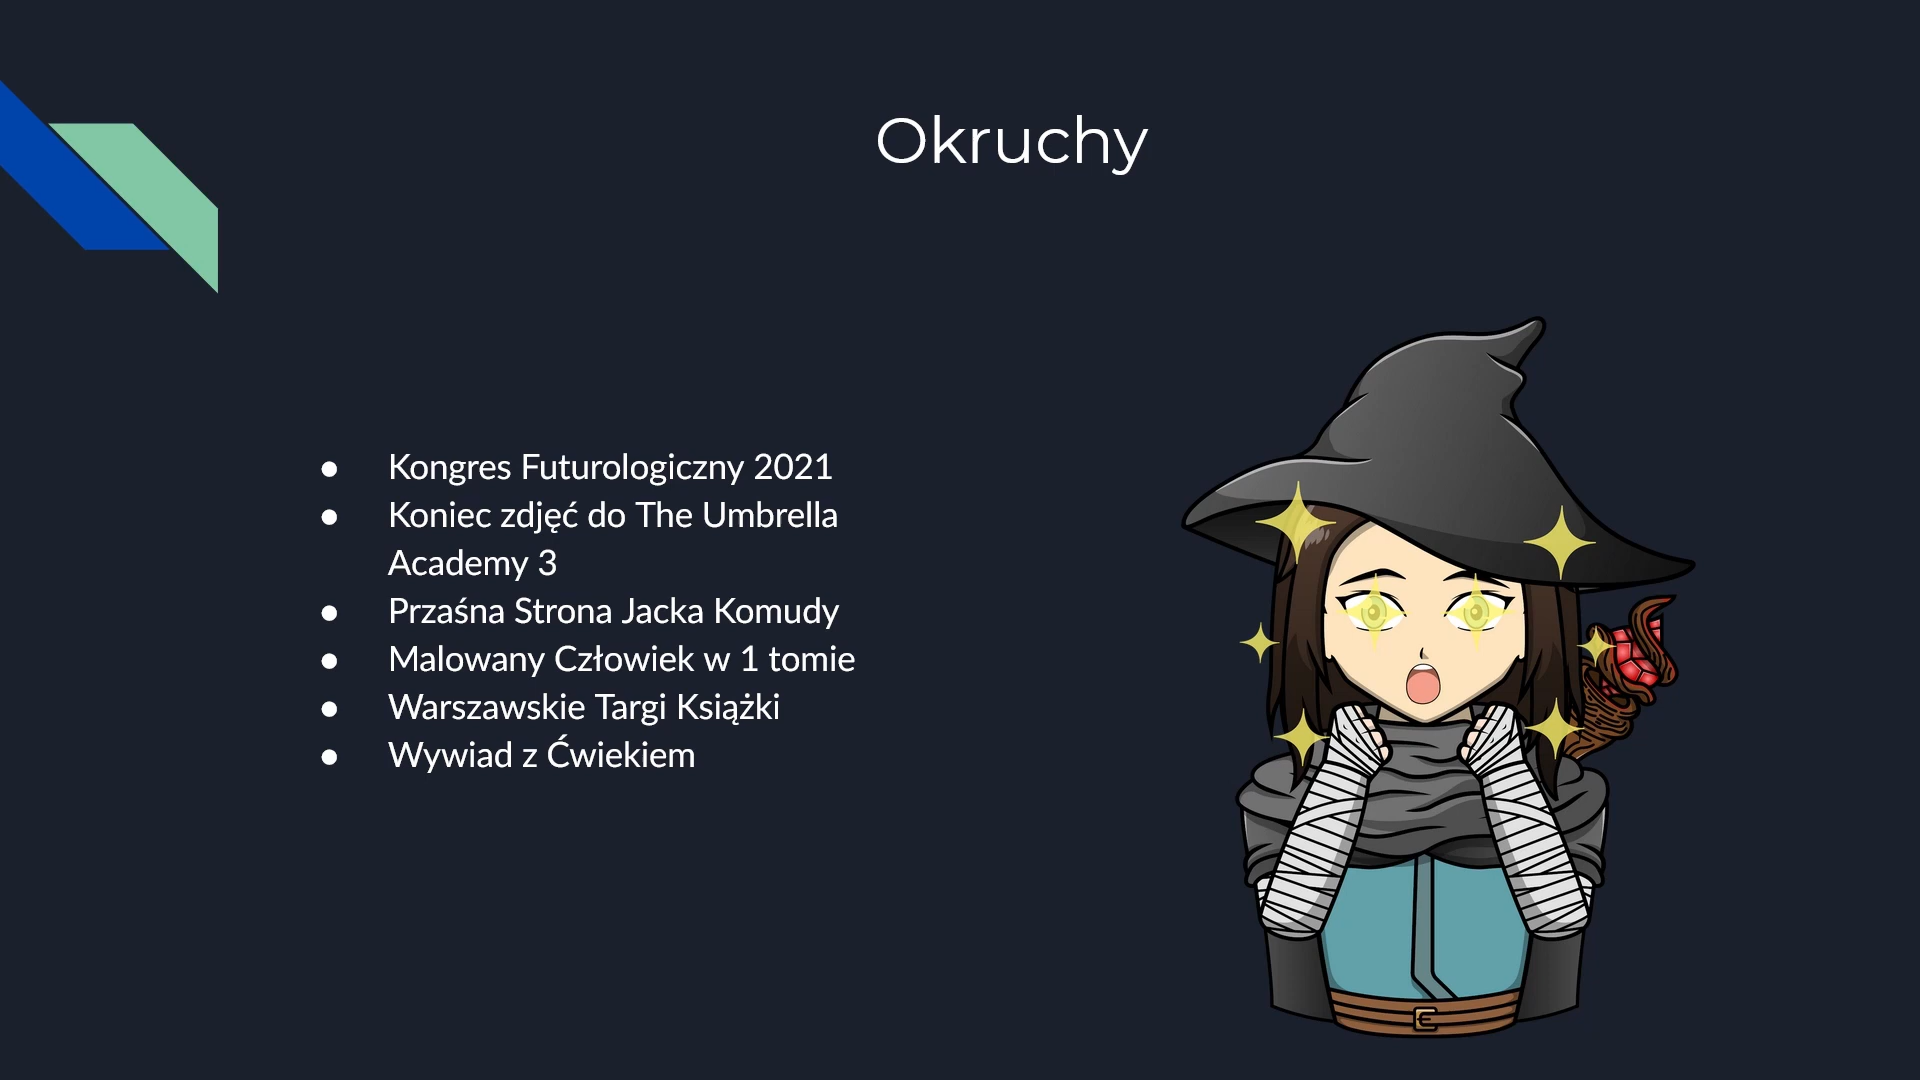 Okruchy
● Kongres Futurologiczny 2021
● Koniec zdjęć do The Umbrella
Academy 3
● Przaśna Strona Jacka Komudy
● Malowany Człowiek w 1 tomie
● Warszawskie Targi Książki
● Wywiad z Ćwiekiem